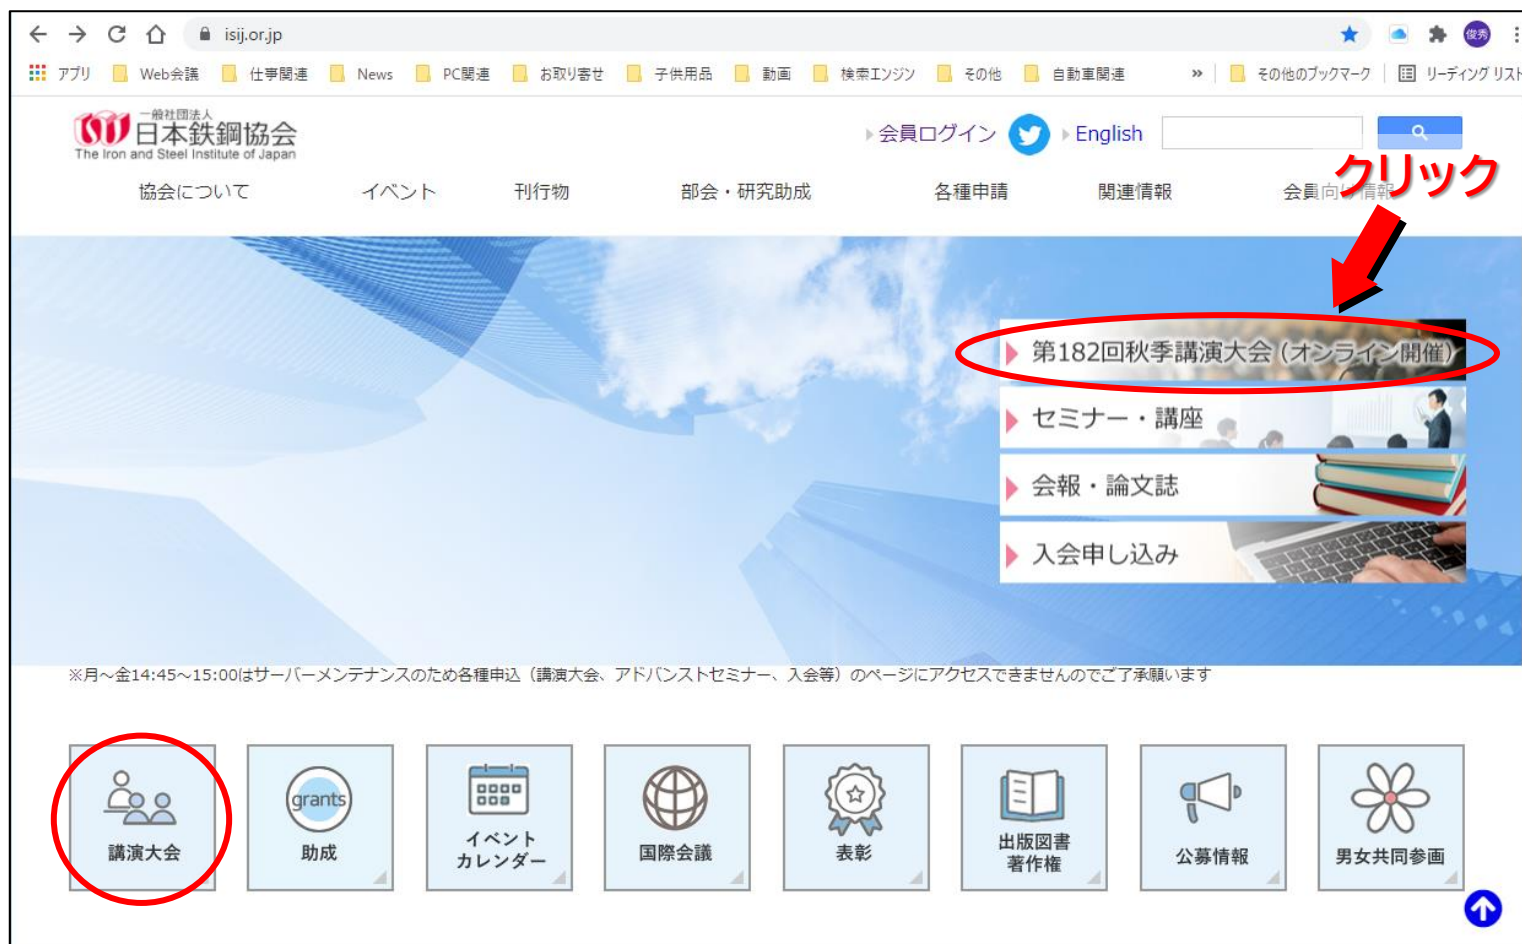 isij.or.jp
俊秀
アプリ Web会議 仕事関連 News PC関連 お取り寄せ 子供用品 動画 検索エンジン その他 自動車関連 » その他のブックマーク リーディング リスト
一般社団法人
日本鉄鋼協会
The Iron and Steel Institute of Japan
会員ログイン English
クリック
協会について イベント 刊行物 部会・研究助成 各種申請 関連情報 会員向け情報
第182回秋季講演大会(オンライン開催)
セミナー・講座
会報・論文誌
入会申し込み
※月～金14:45～15:00はサーバーメンテナンスのため各種申込（講演大会、アドバンストセミナー、入会等）のページにアクセスできませんのでご了承願います
講演大会
grants
助成
イベント
カレンダー
国際会議
表彰
出版図書
著作権
公募情報
男女共同参画